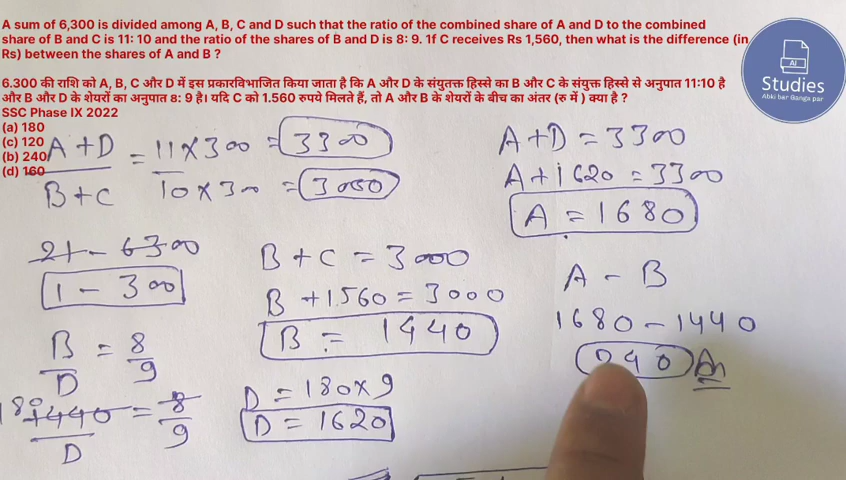 A sum of 6,300 is divided among A, B, C and D such that the ratio of the combined share of A and D to the combined
share of B and C is 11: 10 and the ratio of the shares of B and D is 8: 9. 1f C receives Rs 1,560, then what is the difference (in
Rs) between the shares of A and B ?
6.300 की राशि को A, B, C और D में इस प्रकारविभाजित किया जाता है कि A और D के संयुतक्त हिस्से का B और C के संयुक्त हिस्से से अनुपात 11:10 है
और B और D के शेयरों का अनुपात 8: 9 है। यदि C को 1.560 रुपये मिलते हैं, तो A और B के शेयरों के बीच का अंतर (रु में ) क्या है ?
SSC Phase IX 2022
(a) 180
(c) 120
(b) 240
(d) 160
AI
Studies
Abki ber Ganga par
A+D/B+C = 11×300/10×300 = 3300
= 3000
21 - 6300
1 - 300
B/D = 8/9
180
1440/D = 8/9
D
B + C = 3000
B + 1560 = 3000
B = 1440
D = 180×9
D = 1620
A+D = 3300
A+1620 = 3300
A = 1680
A - B
1680 - 1440
240 An